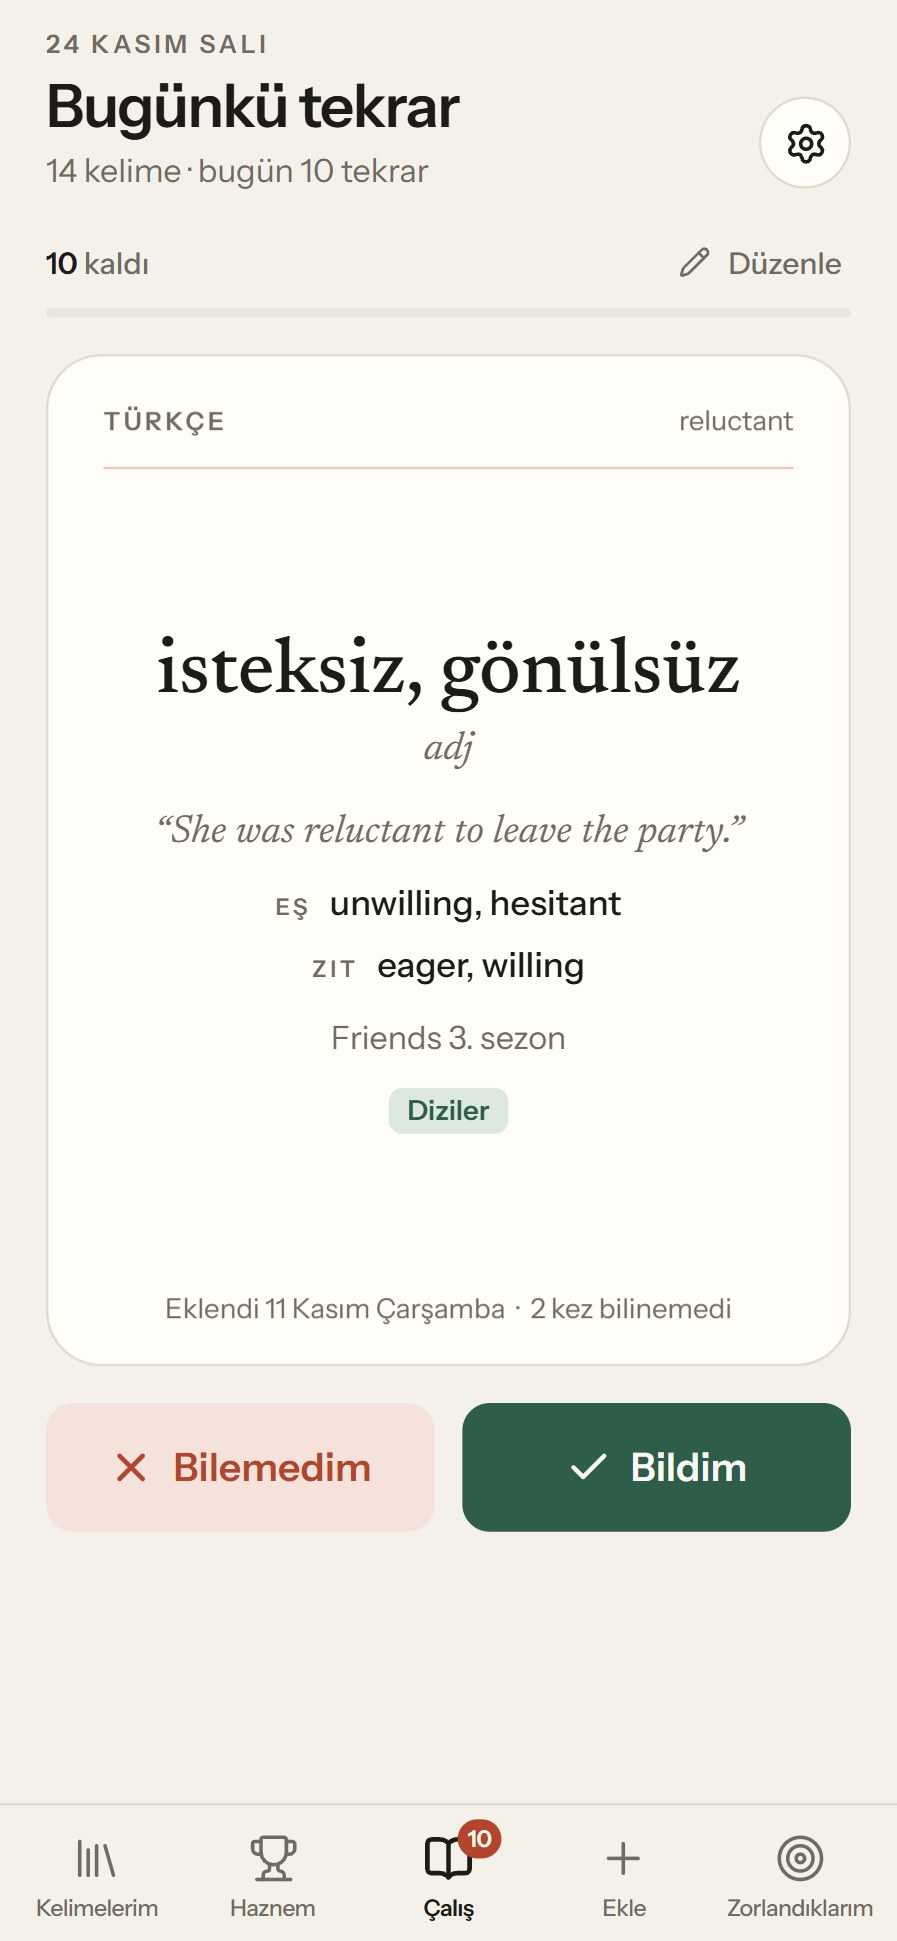 24 KASIM SALI
Bugünkü tekrar
14 kelime · bugün 10 tekrar
10 kaldı
Düzenle
TÜRKÇE
reluctant
isteksiz, gönülsüz
adj
“She was reluctant to leave the party.”
EŞ unwilling, hesitant
ZIT eager, willing
Friends 3. sezon
Diziler
Eklendi 11 Kasım Çarşamba · 2 kez bilinemedi
Bilemedim
Bildim
10
Kelimelerim
Haznem
Çalış
Ekle
Zorlandıklarım